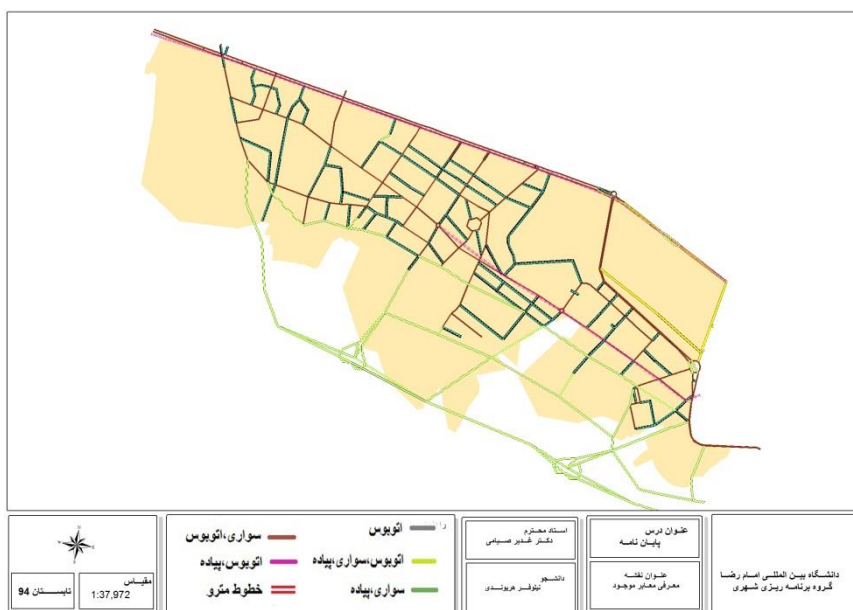 دانشگاه بین المللی امام رضا
گروه برنامه ریزی شهری
عنوان درس
پایان نامه
عنوان نقشه
معرفی معابر موجود
استاد محترم
دکتر غدیر صیامی
دانشجو
نیلوفر هریوندی
اتوبوس
اتوبوس،سواری،پیاده
سواری،پیاده
سواری،اتوبوس
اتوبوس،پیاده
خطوط مترو
مقیاس
1:37,972
تابستان 94